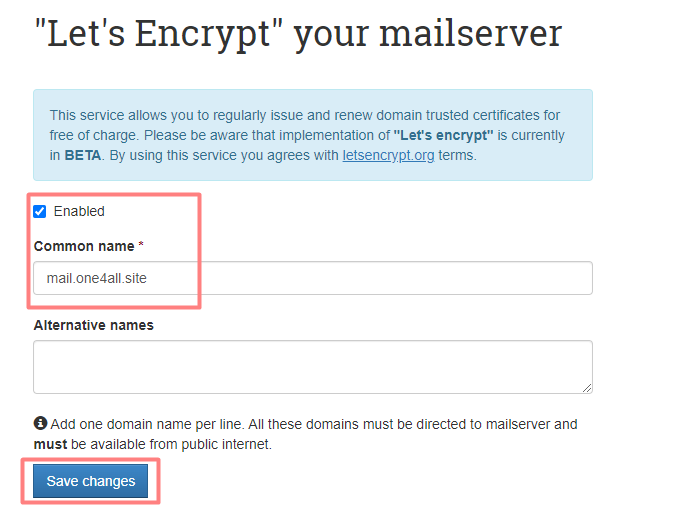 "Let's Encrypt" your mailserver
This service allows you to regularly issue and renew domain trusted certificates for
free of charge. Please be aware that implementation of "Let's encrypt" is currently
in BETA. By using this service you agrees with letsencrypt.org terms.
Enabled
Common name *
mail.one4all.site
Alternative names
Add one domain name per line. All these domains must be directed to mailserver and
must be available from public internet.
Save changes